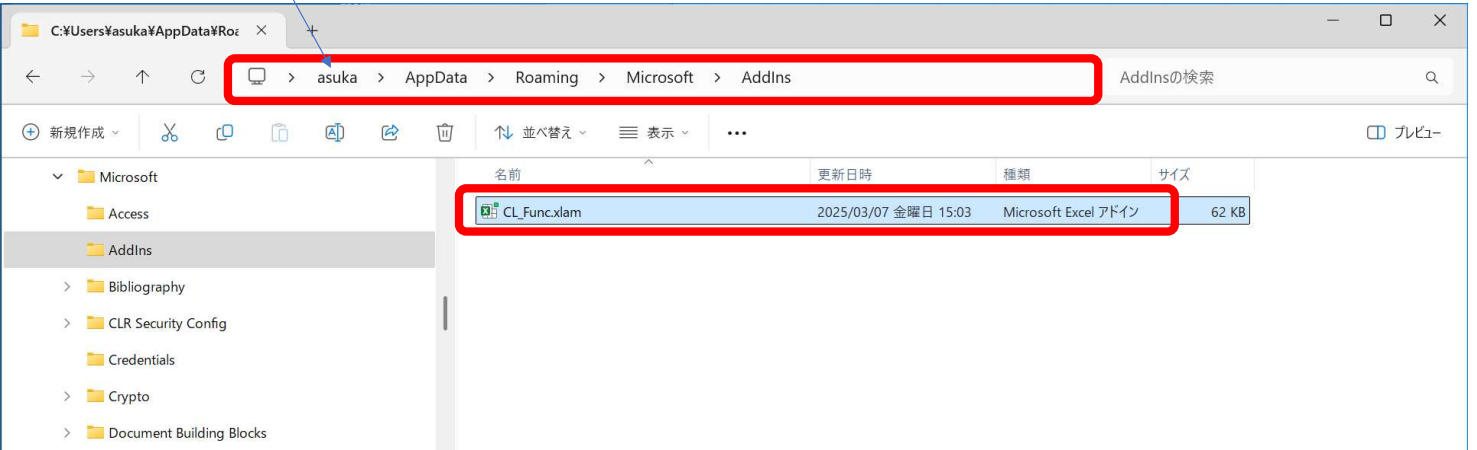 C:¥Users¥asuka¥AppData¥Roa
asuka > AppData > Roaming > Microsoft > AddIns
AddInsの検索
新規作成
並べ替え
表示
プレビュー
名前 更新日時 種類 サイズ
CL_Func.xlam 2025/03/07 金曜日 15:03 Microsoft Excel アドイン 62 KB
Microsoft
Access
AddIns
Bibliography
CLR Security Config
Credentials
Crypto
Document Building Blocks